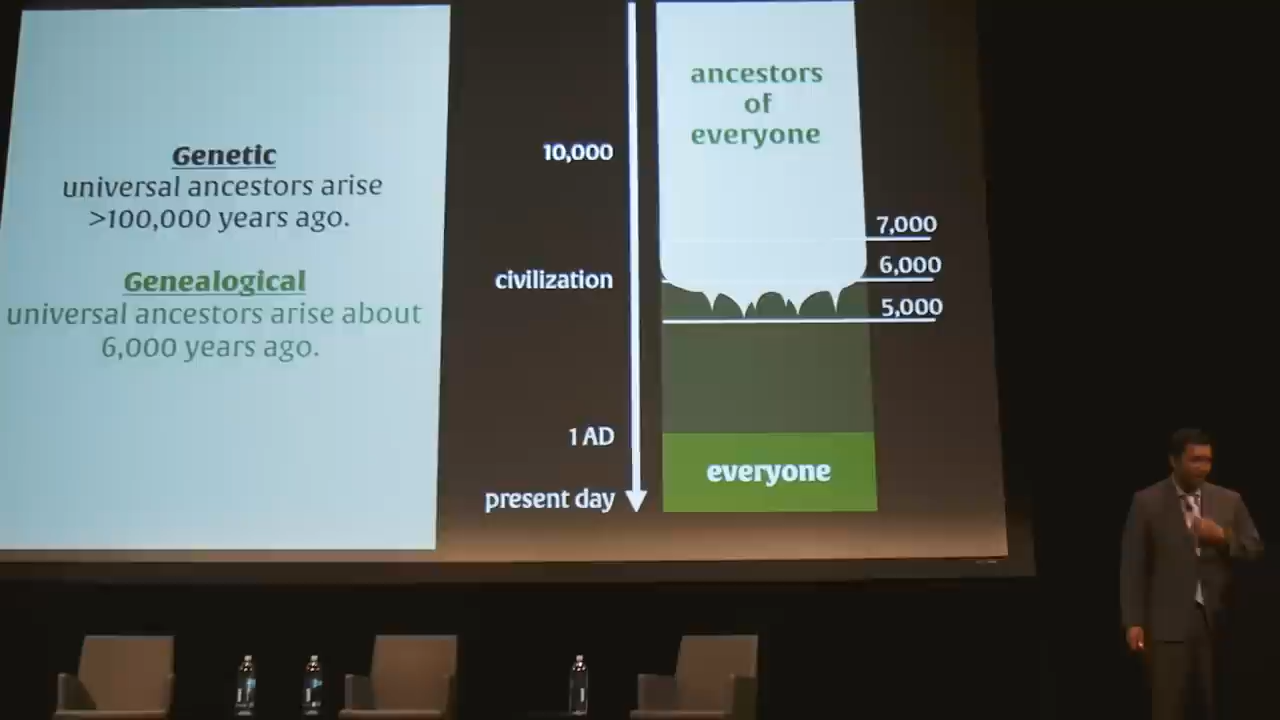 Genetic
universal ancestors arise
>100,000 years ago.
Genealogical
universal ancestors arise about
6,000 years ago.
10,000
civilization
1 AD
present day
ancestors
of
everyone
7,000
6,000
5,000
everyone